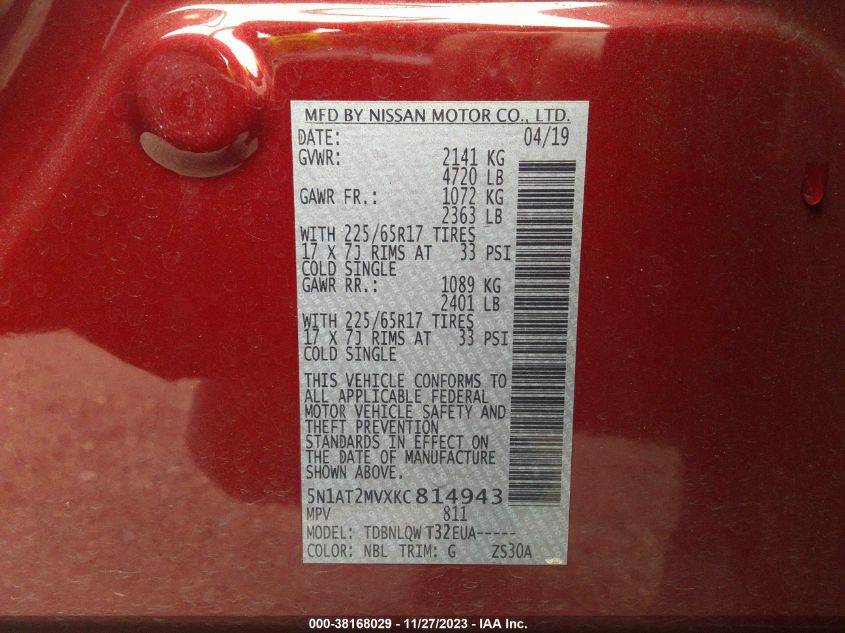 MFD BY NISSAN MOTOR CO., LTD.
DATE: 04/19
GVWR: 2141 KG
4720 LB
GAWR FR.: 1072 KG
2363 LB
WITH 225/65R17 TIRES
17 X 7J RIMS AT 33 PSI
COLD SINGLE
GAWR RR.: 1089 KG
2401 LB
WITH 225/65R17 TIRES
17 X 7J RIMS AT 33 PSI
COLD SINGLE
THIS VEHICLE CONFORMS TO
ALL APPLICABLE FEDERAL
MOTOR VEHICLE SAFETY AND
THEFT PREVENTION
STANDARDS IN EFFECT ON
THE DATE OF MANUFACTURE
SHOWN ABOVE.
5N1AT2MVXKC814943
MPV 811
MODEL: TDBNLQW T32EUA-----
COLOR: NBL TRIM: G ZS30A
000-38168029 - 11/27/2023 - IAA Inc.